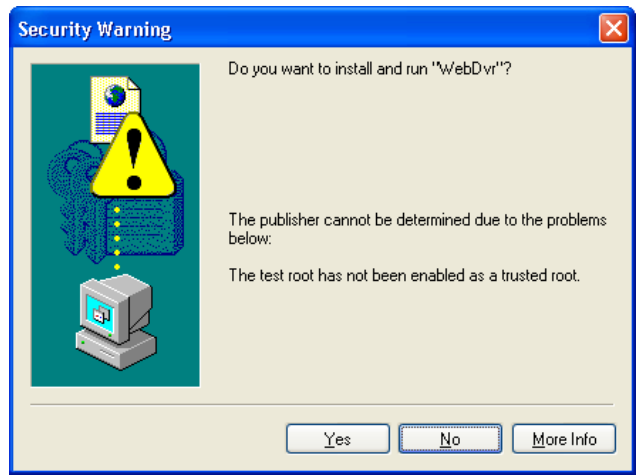 Security Warning
Do you want to install and run "WebDvr"?
The publisher cannot be determined due to the problems
below:
The test root has not been enabled as a trusted root.
Yes
No
More Info